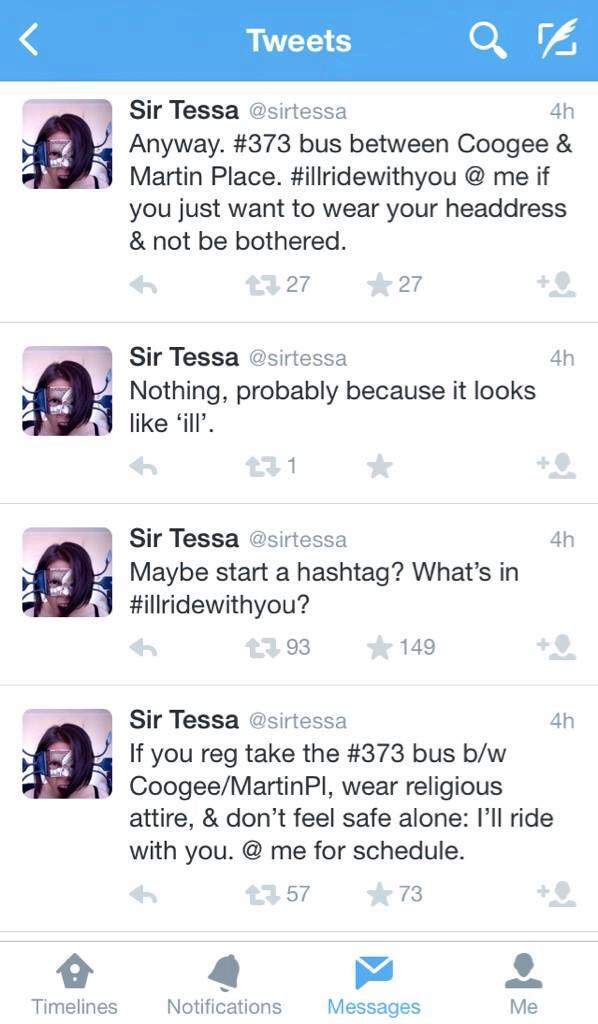 Tweets
Sir Tessa @sirtessa 4h
Anyway. #373 bus between Coogee &
Martin Place. #illridewithyou @ me if
you just want to wear your headdress
& not be bothered.
27 27
Sir Tessa @sirtessa 4h
Nothing, probably because it looks
like ‘ill’.
1
Sir Tessa @sirtessa 4h
Maybe start a hashtag? What’s in
#illridewithyou?
93 149
Sir Tessa @sirtessa 4h
If you reg take the #373 bus b/w
Coogee/MartinPl, wear religious
attire, & don’t feel safe alone: I’ll ride
with you. @ me for schedule.
57 73
Timelines Notifications Messages Me